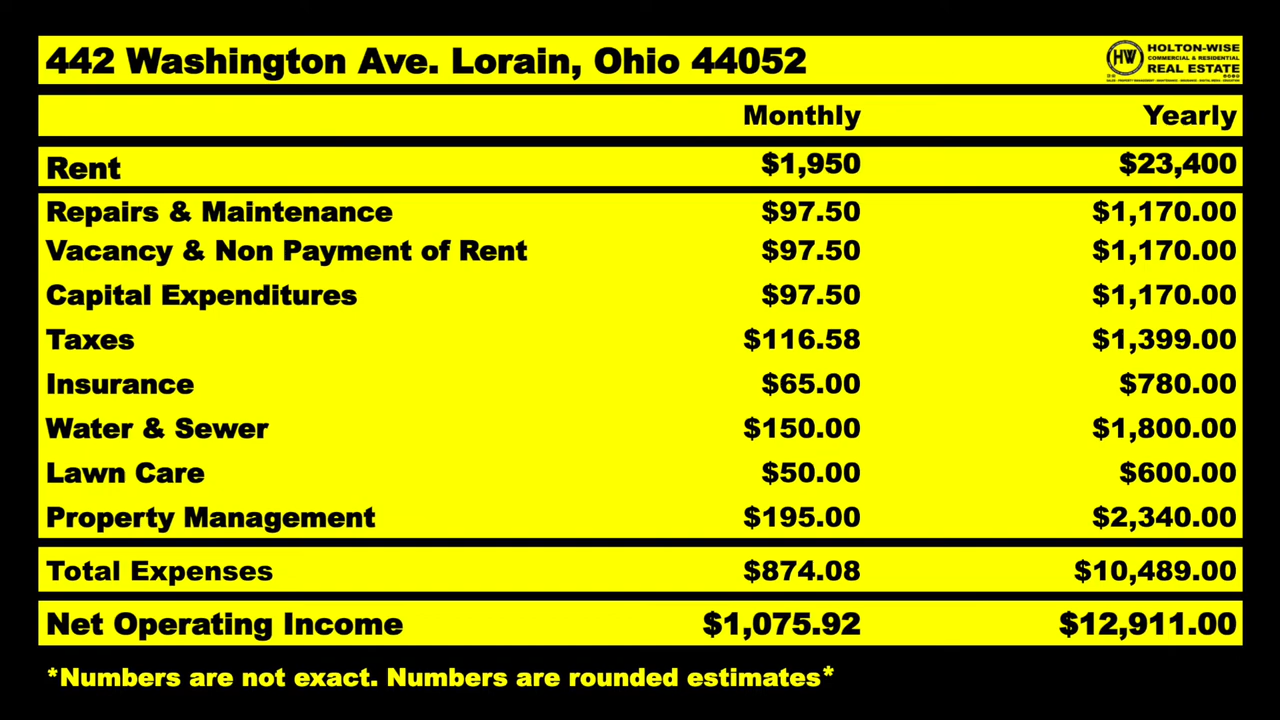 442 Washington Ave. Lorain, Ohio 44052
HOLTON-WISE
COMMERCIAL & RESIDENTIAL
REAL ESTATE
HW
Monthly Yearly
Rent $1,950 $23,400
Repairs & Maintenance $97.50 $1,170.00
Vacancy & Non Payment of Rent $97.50 $1,170.00
Capital Expenditures $97.50 $1,170.00
Taxes $116.58 $1,399.00
Insurance $65.00 $780.00
Water & Sewer $150.00 $1,800.00
Lawn Care $50.00 $600.00
Property Management $195.00 $2,340.00
Total Expenses $874.08 $10,489.00
Net Operating Income $1,075.92 $12,911.00
*Numbers are not exact. Numbers are rounded estimates*